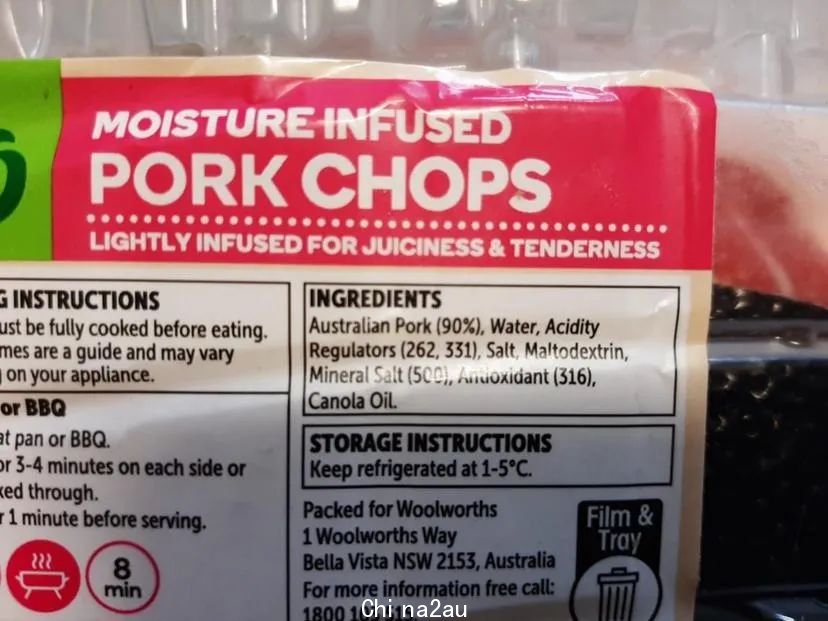 MOISTURE INFUSED
PORK CHOPS
LIGHTLY INFUSED FOR JUICINESS & TENDERNESS
G INSTRUCTIONS
ust be fully cooked before eating.
mes are a guide and may vary
on your appliance.
or BBQ
at pan or BBQ.
or 3-4 minutes on each side or
ked through.
r 1 minute before serving.
8
min
INGREDIENTS
Australian Pork (90%), Water, Acidity
Regulators (262, 331), Salt, Maltodextrin,
Mineral Salt (500), Antioxidant (316),
Canola Oil.
STORAGE INSTRUCTIONS
Keep refrigerated at 1-5°C.
Packed for Woolworths
1 Woolworths Way
Bella Vista NSW 2153, Australia
For more information free call:
1800
Film &
Tray
Chi na2au